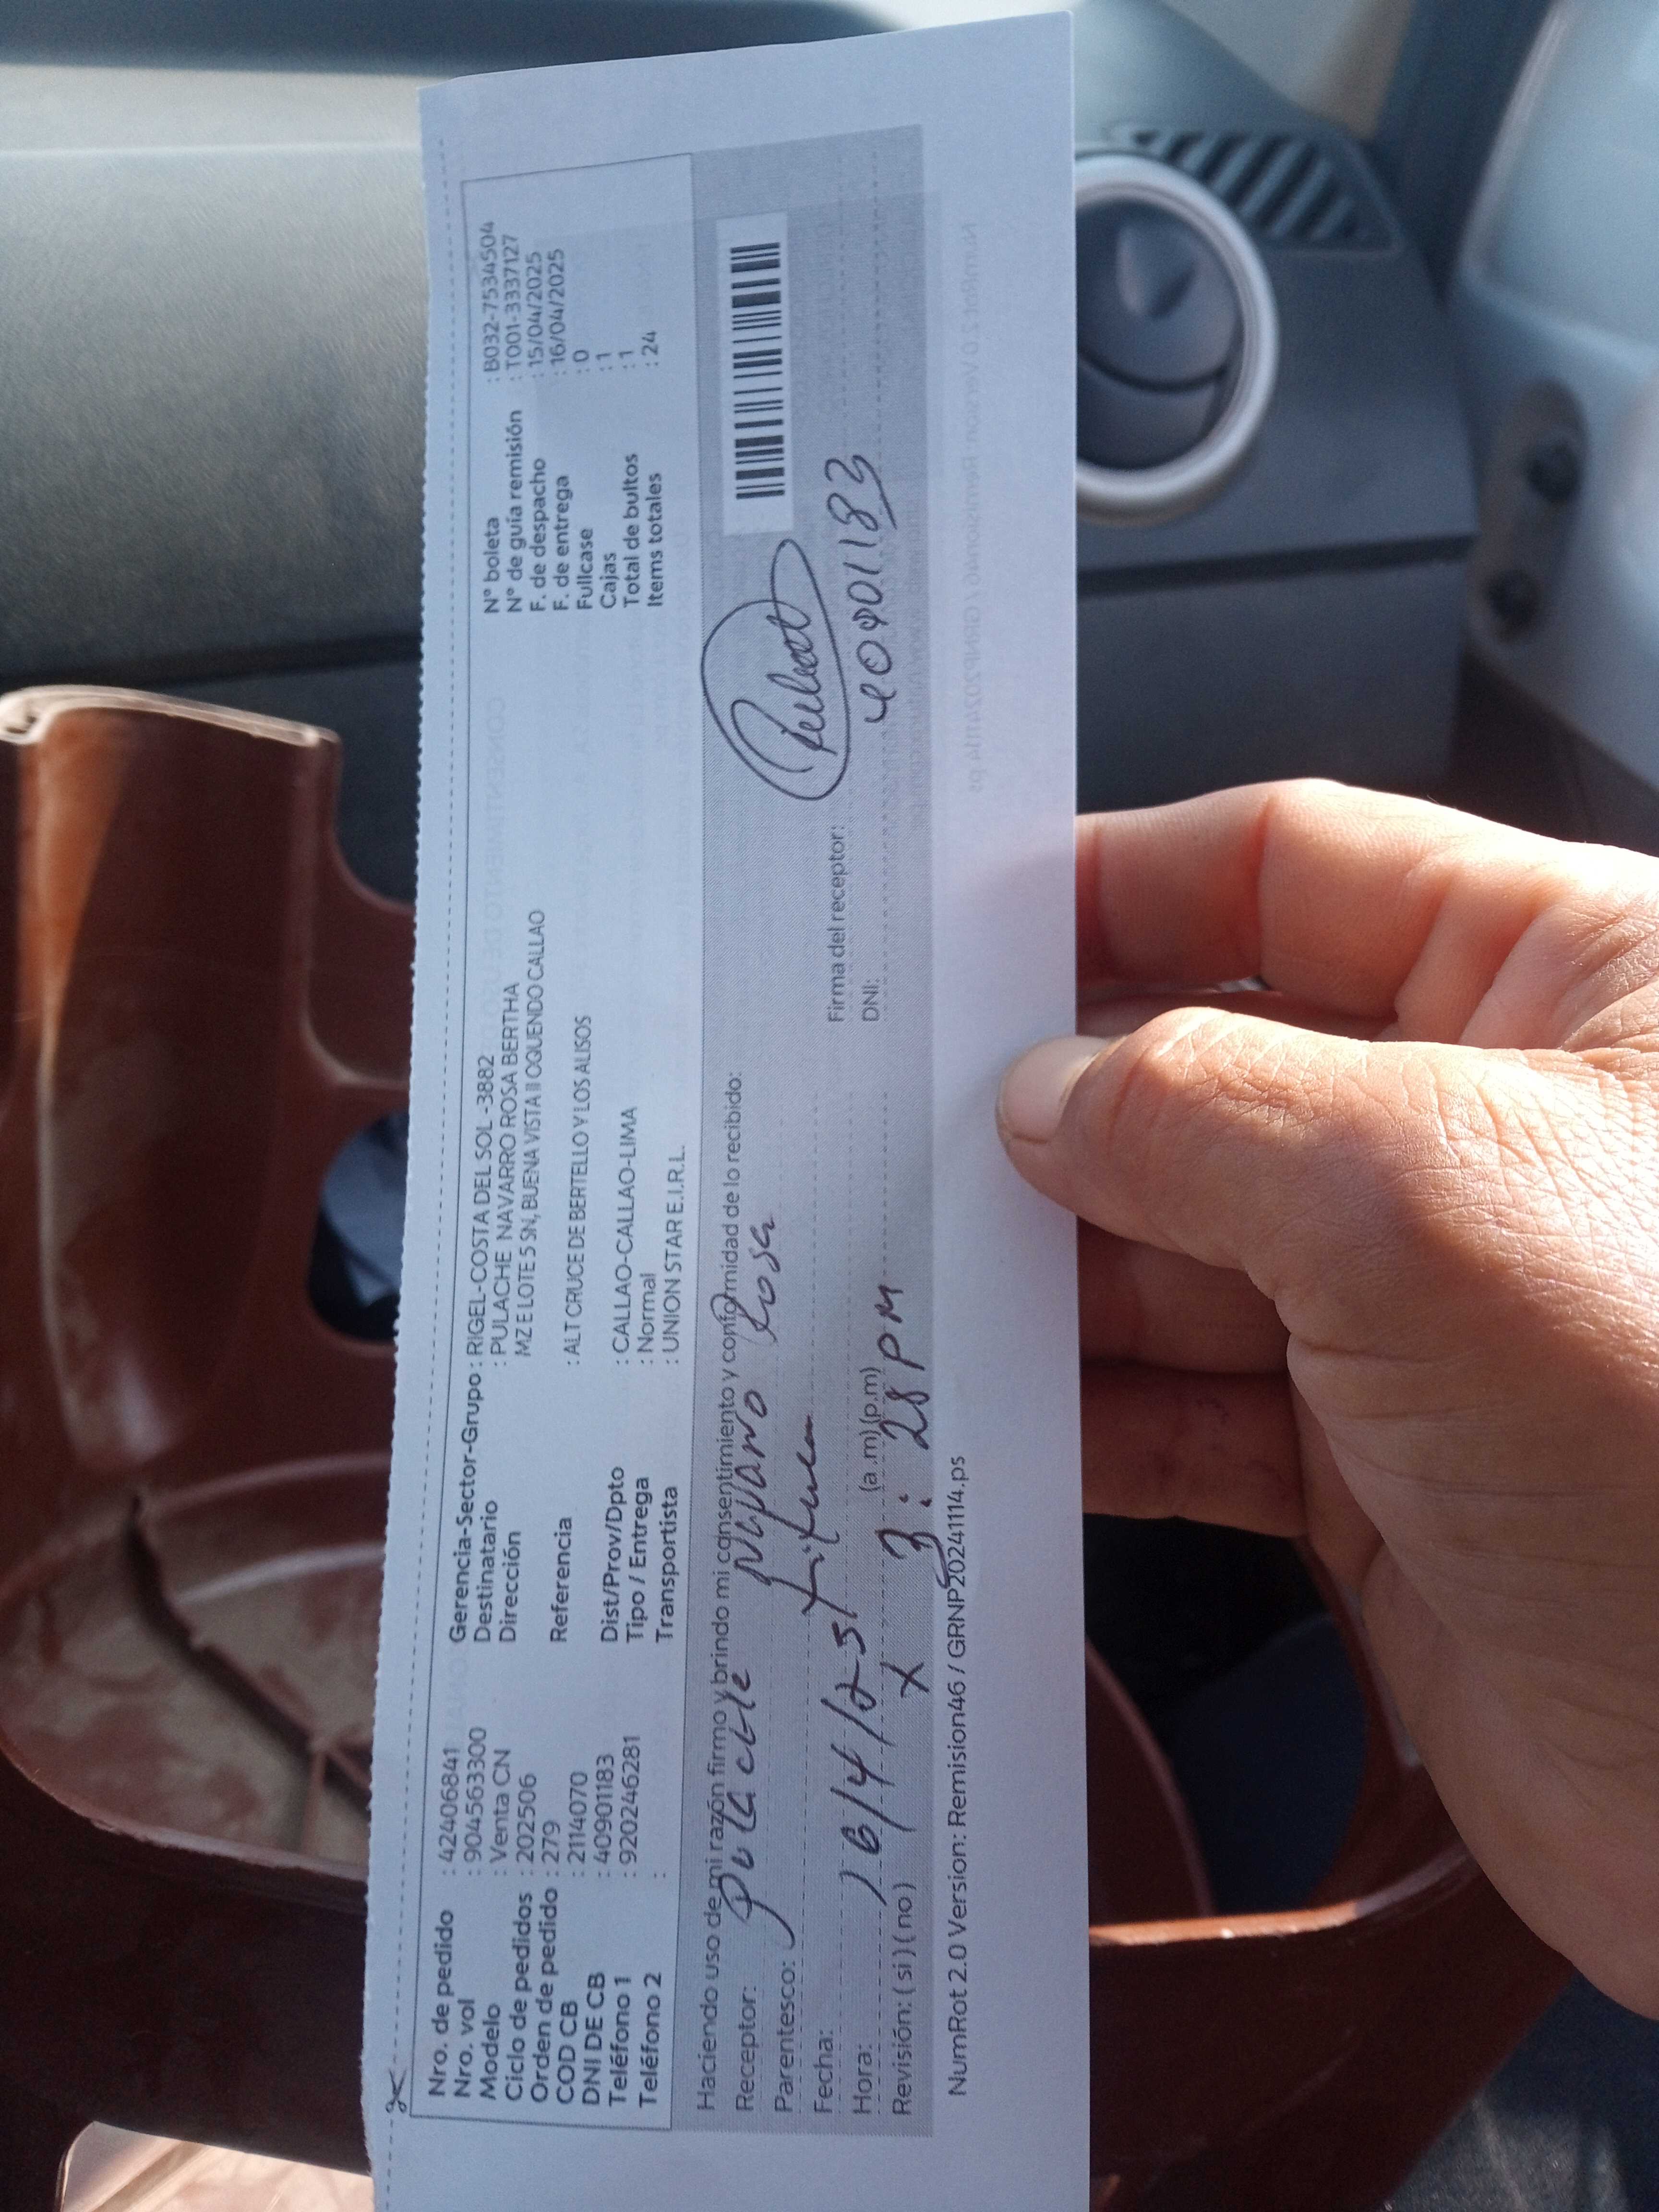 Nro. de pedido : 424406841
Nro. vol : 904563300
Modelo : Venta CN
Ciclo de pedidos : 202506
Orden de pedido : 279
COD CB : 2114070
DNI DE CB : 40901183
Teléfono 1 : 920246281
Teléfono 2 :
Gerencia-Sector-Grupo : RIGEL-COSTA DEL SOL -3882
Destinatario : PULACHE NAVARRO ROSA BERTHA
Dirección MZ E LOTE 5 SN, BUENA VISTA II OQUENDO CALLAO
Referencia : ALT CRUCE DE BERTELLO Y LOS ALISOS
Dist/Prov/Dpto : CALLAO-CALLAO-LIMA
Tipo / Entrega : Normal
Transportista : UNION STAR E.I.R.L.
N° boleta : B032-7534504
N° de guía remisión : T001-3337127
F. de despacho : 15/04/2025
F. de entrega : 16/04/2025
Fullcase : 0
Cajas : 1
Total de bultos : 1
Items totales : 24
Haciendo uso de mi razón firmo y brindo mi consentimiento y conformidad de lo recibido:
Receptor: Pulache Navarro Rosa
Parentesco: titular
Fecha: 16/4/25
Hora: 3:28 PM (a.m) (p.m)
Revisión: ( si ) ( no ) X
Firma del receptor:
DNI: 40901183
NumRot 2.0 Version: Remision46 / GRNP20241114.ps